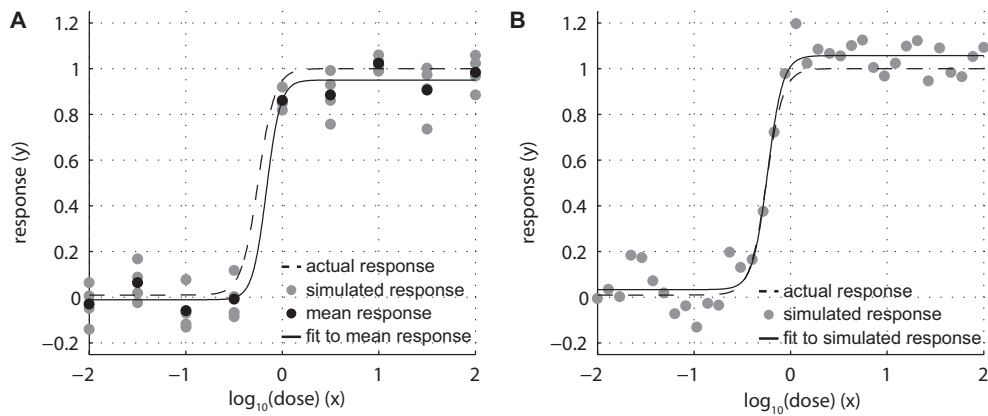 A
1.2
1
0.8
0.6
0.4
0.2
0
−0.2
response (y)
actual response
simulated response
mean response
fit to mean response
−2
−1
0
1
2
log10(dose) (x)
B
1.2
1
0.8
0.6
0.4
0.2
0
−0.2
response (y)
actual response
simulated response
fit to simulated response
−2
−1
0
1
2
log10(dose) (x)